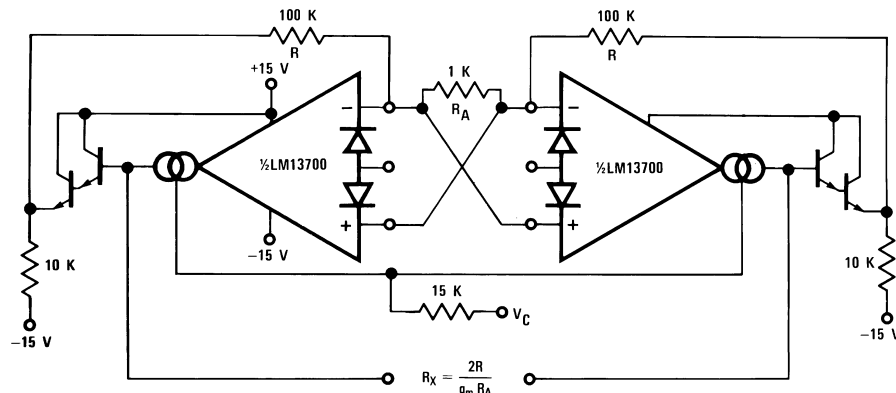 100 K
R
100 K
R
+15 V
1 K
R_A
−
−
½LM13700
½LM13700
+
+
−15 V
10 K
10 K
15 K
V_C
−15 V
−15 V
R_X = 2R / g_m R_A